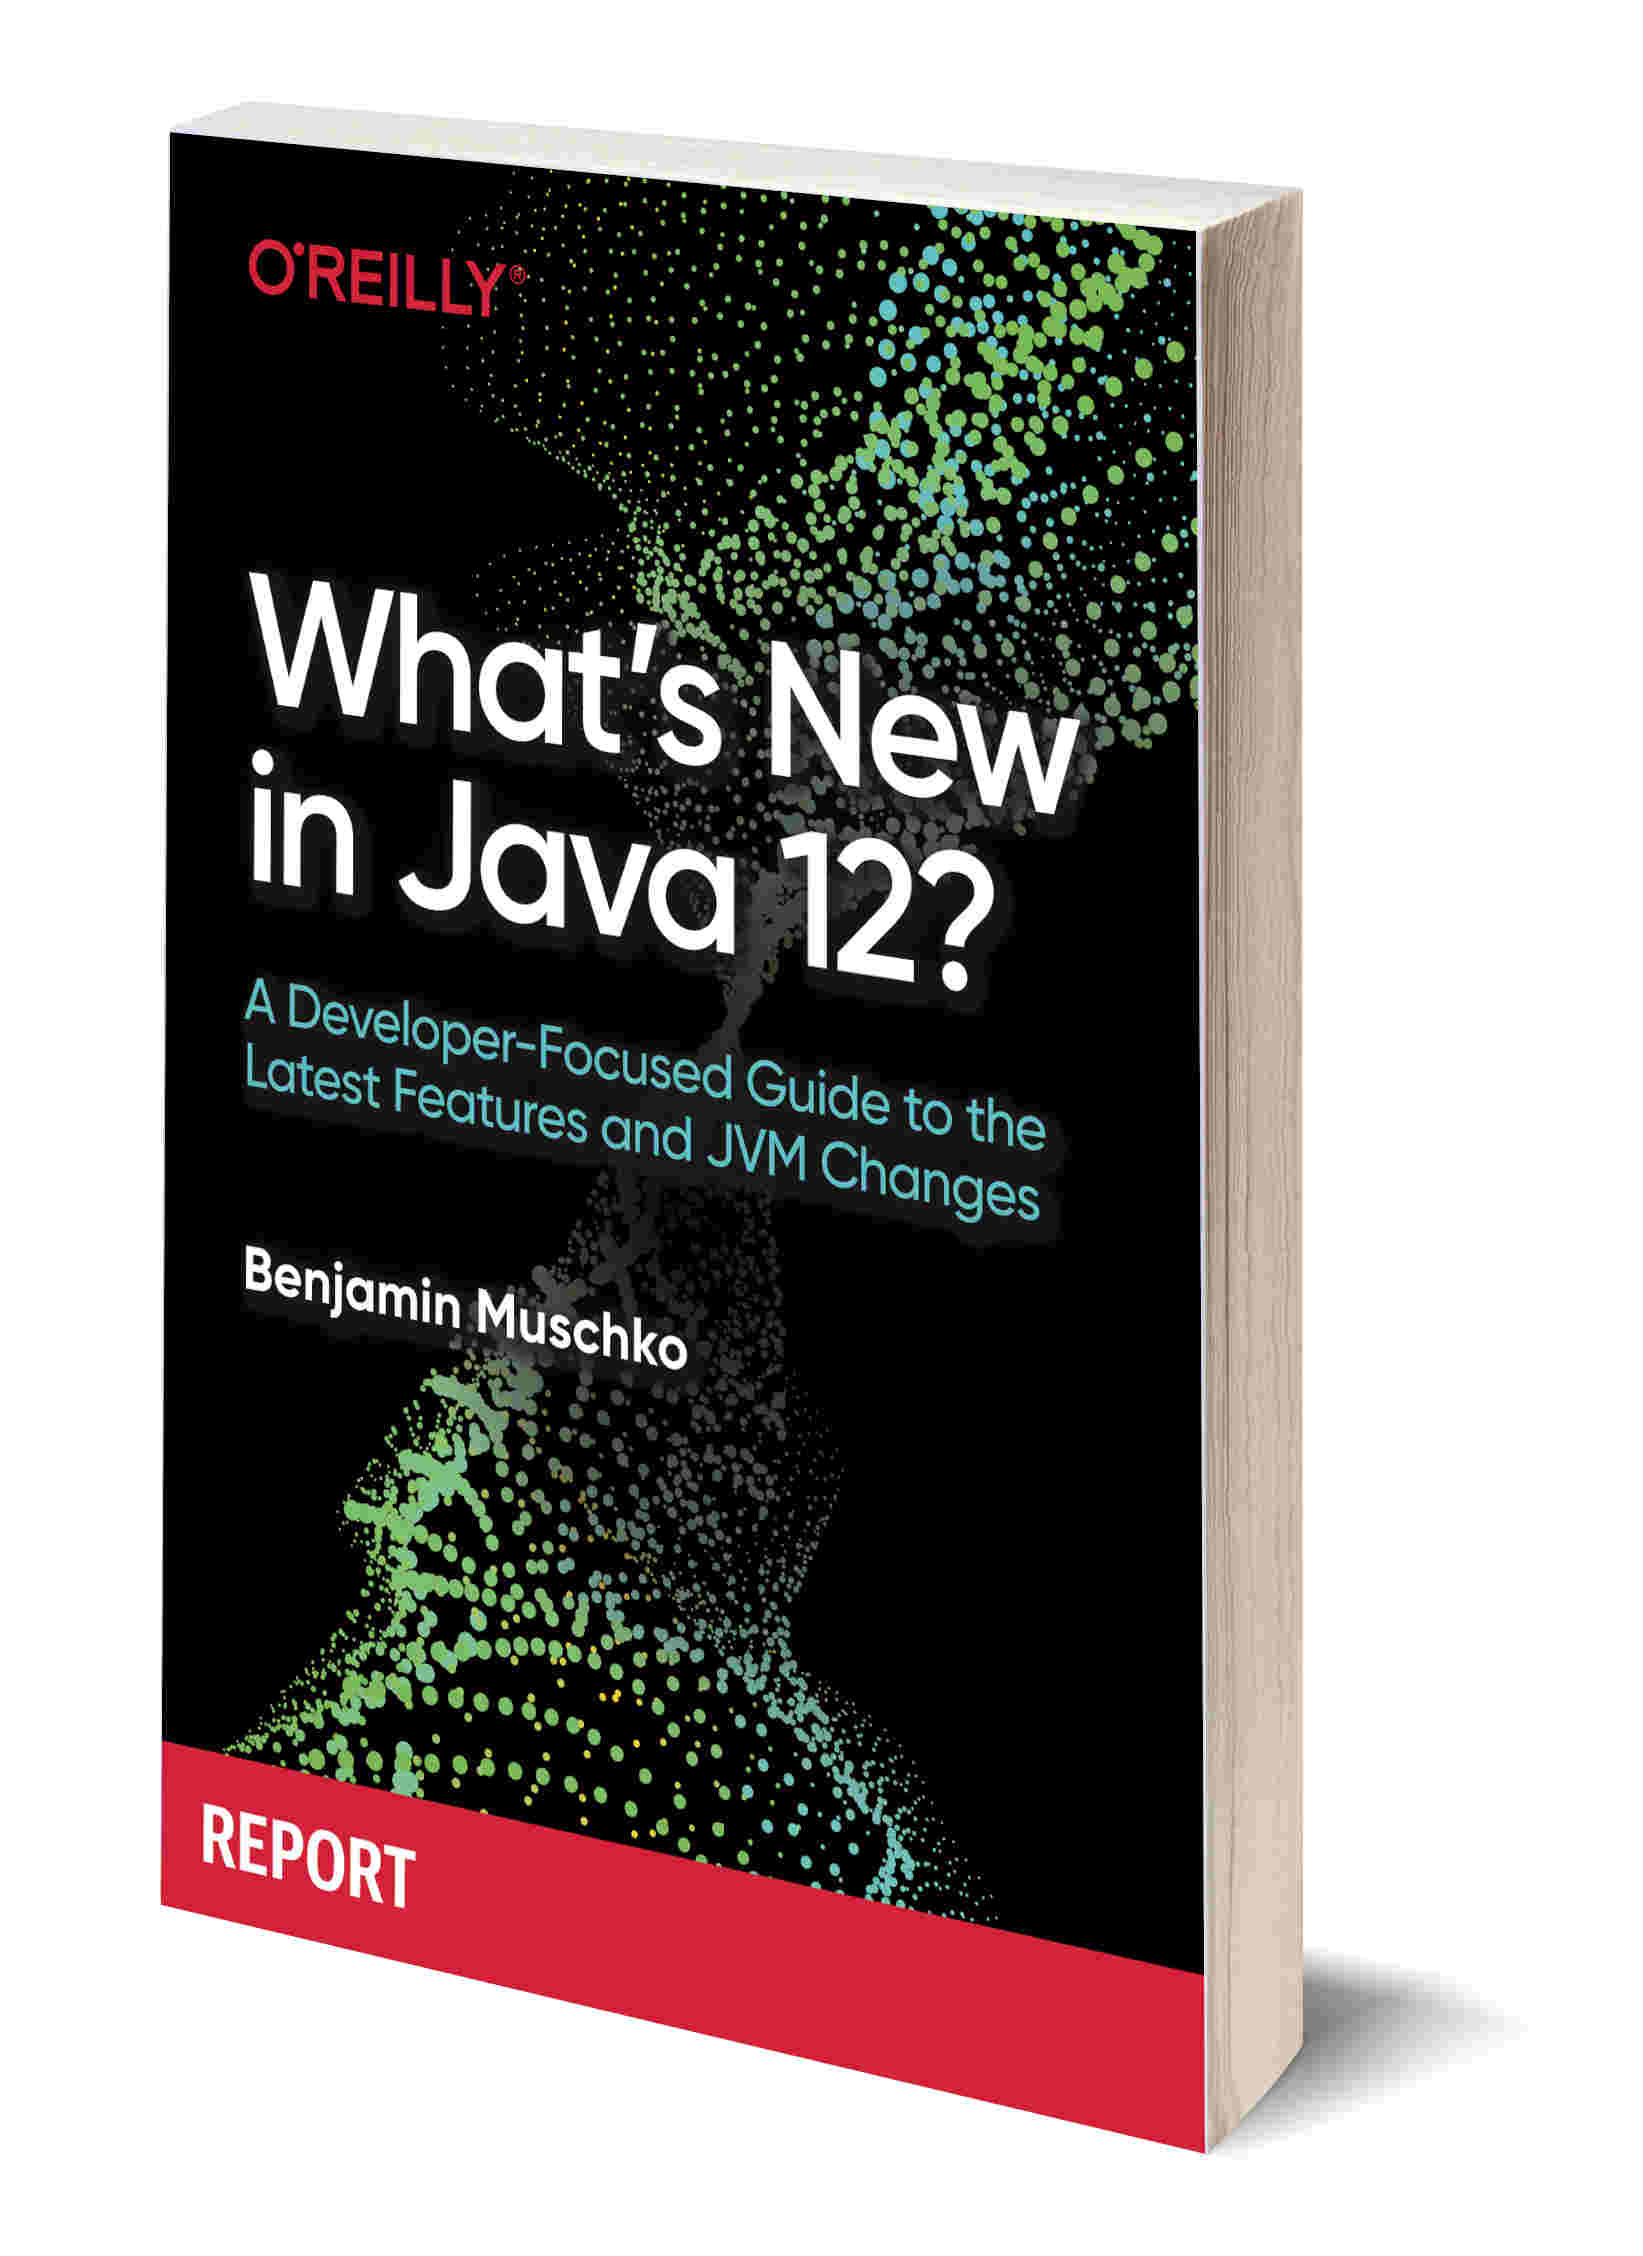 O'REILLY®
What's New
in Java 12?
A Developer-Focused Guide to the
Latest Features and JVM Changes
Benjamin Muschko
REPORT